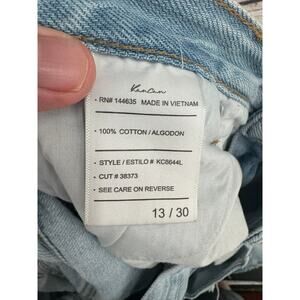 KanCan
· RN# 144635 MADE IN VIETNAM
· 100% COTTON / ALGODON
· STYLE / ESTILO # KC8644L
· CUT # 38373
· SEE CARE ON REVERSE
13 / 30